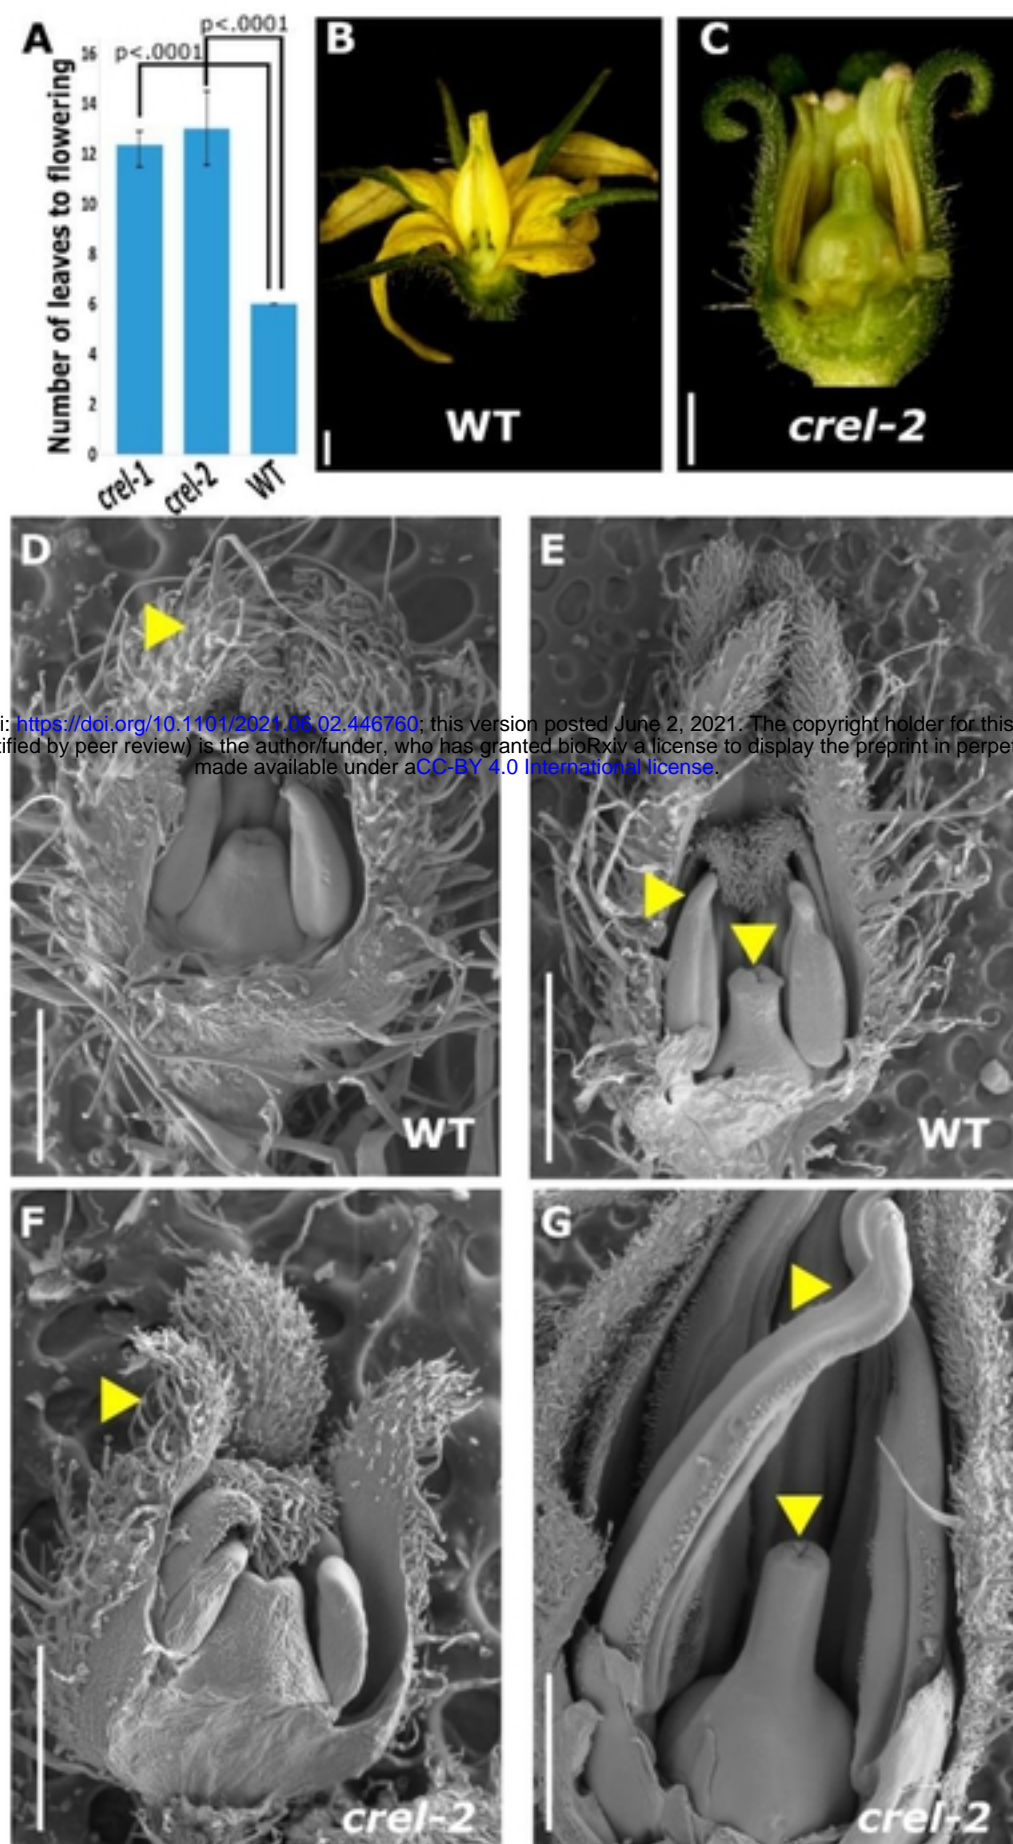 A
p<.0001
p<.0001
Number of leaves to flowering
16
14
12
10
8
6
4
2
0
crel-1
crel-2
WT
B
WT
C
crel-2
D
WT
E
WT
i: https://doi.org/10.1101/2021.06.02.446760; this version posted June 2, 2021. The copyright holder for this
tified by peer review) is the author/funder, who has granted bioRxiv a license to display the preprint in perpet
made available under aCC-BY 4.0 International license.
F
crel-2
G
crel-2